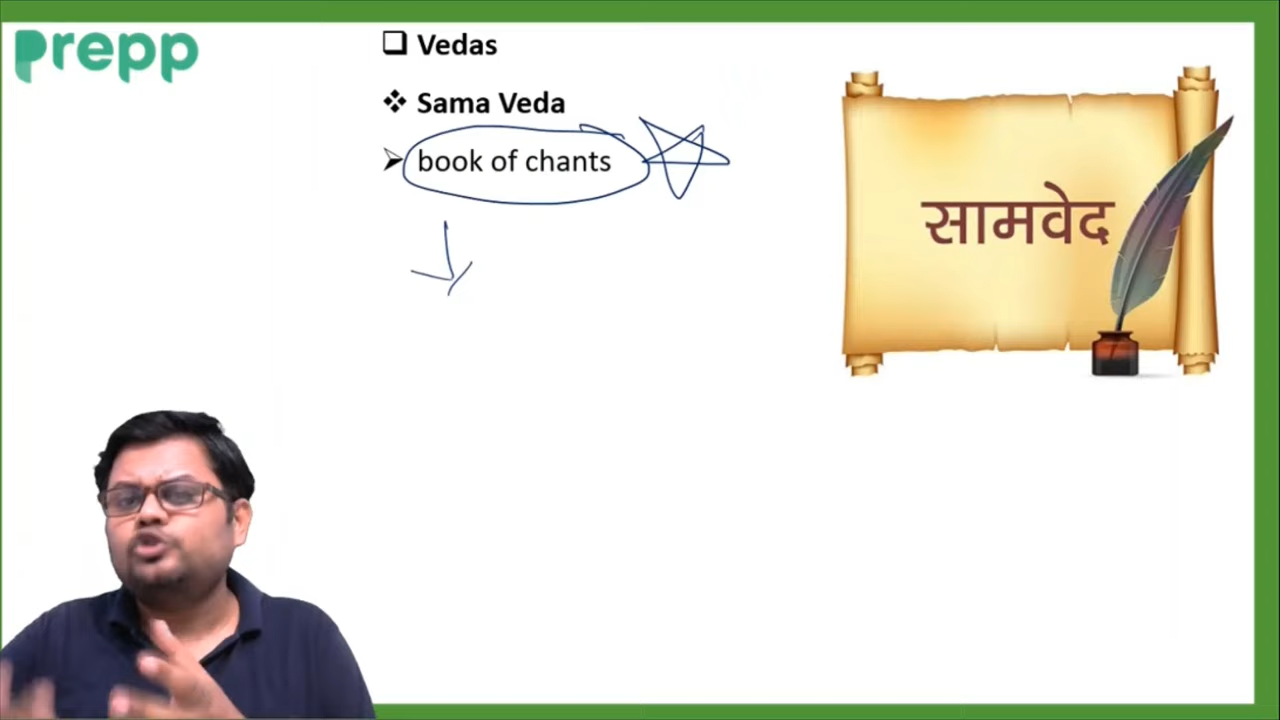 prepp
Vedas
Sama Veda
book of chants
सामवेद